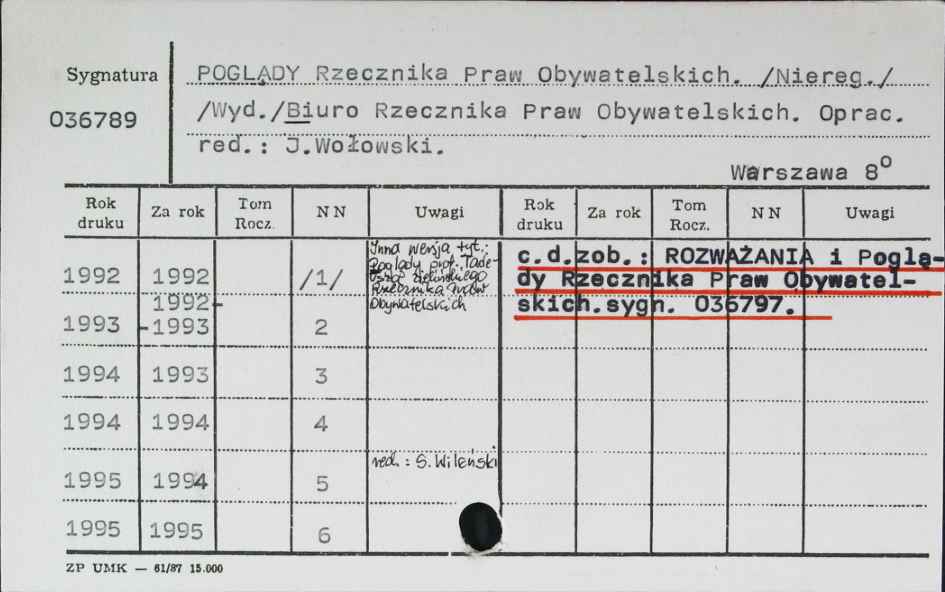 Sygnatura
036789
POGLĄDY Rzecznika Praw Obywatelskich. /Niereg./
/Wyd./Biuro Rzecznika Praw Obywatelskich. Oprac.
red.: J.Wołowski.
Warszawa 8º
Rok druku Za rok Tom Rocz. N N Uwagi Rok druku Za rok Tom Rocz. N N Uwagi
1992 1992 /1/
Inna wersja tyt.:
Poglądy prof. Tade-
usza Zielińskiego
Rzecznika Praw
Obywatelskich
c.d.zob.: ROZWAŻANIA i Poglą-
dy Rzecznika Praw Obywatel-
skich.sygn. 036797.
1993 1992--1993 2
1994 1993 3
1994 1994 4
1995 1994 5 red.: S. Wileński
1995 1995 6
ZP UMK — 61/87 15.000